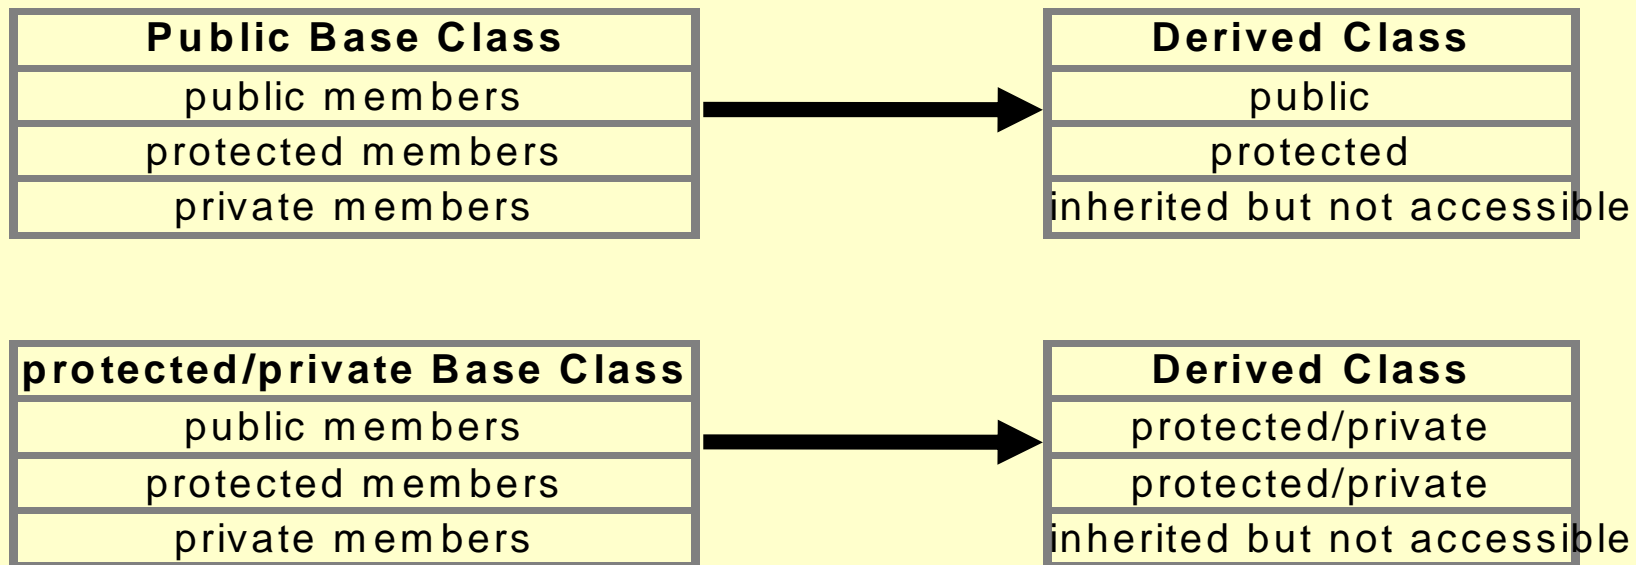 Public Base Class
Derived Class
public members
public
protected members
protected
private members
inherited but not accessible
protected/private Base Class
Derived Class
public members
protected/private
protected members
protected/private
private members
inherited but not accessible